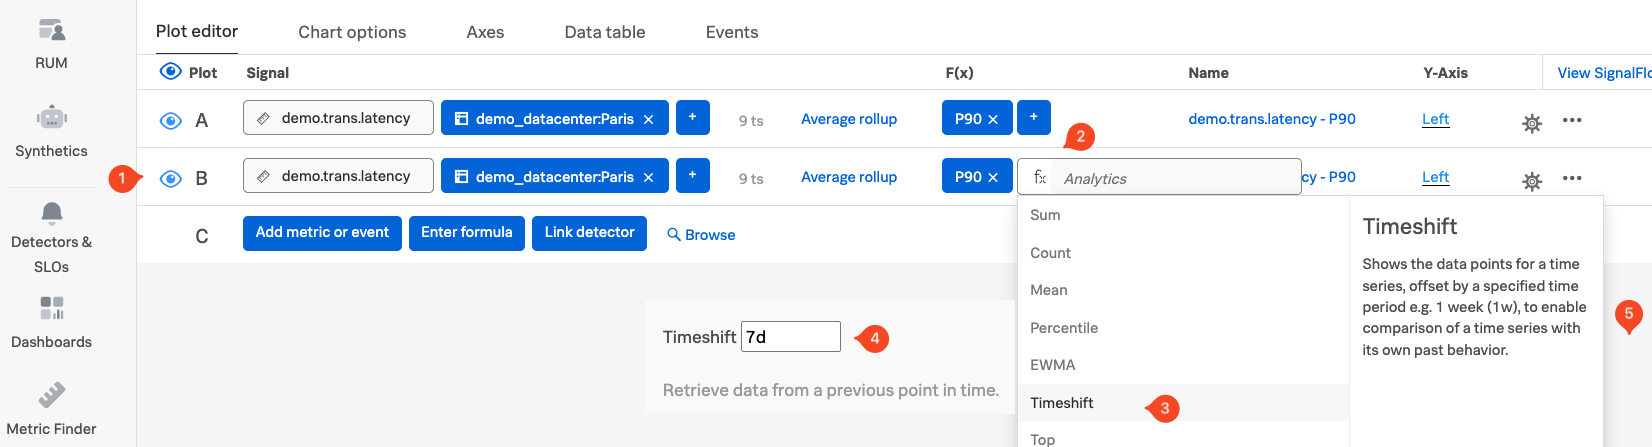 RUM
Synthetics
Detectors &
SLOs
Dashboards
Metric Finder
Plot editor
Chart options
Axes
Data table
Events
Plot
Signal
F(x)
Name
Y-Axis
View SignalFlo
A
demo.trans.latency
demo_datacenter:Paris ×
+
9 ts
Average rollup
P90 ×
+
demo.trans.latency - P90
Left
1
B
demo.trans.latency
demo_datacenter:Paris ×
+
9 ts
Average rollup
P90 ×
2
fx
Analytics
cy - P90
Left
C
Add metric or event
Enter formula
Link detector
Browse
Sum
Count
Mean
Percentile
EWMA
Timeshift
3
Top
Timeshift
Shows the data points for a time
series, offset by a specified time
period e.g. 1 week (1w), to enable
comparison of a time series with
its own past behavior.
5
Timeshift
7d
4
Retrieve data from a previous point in time.